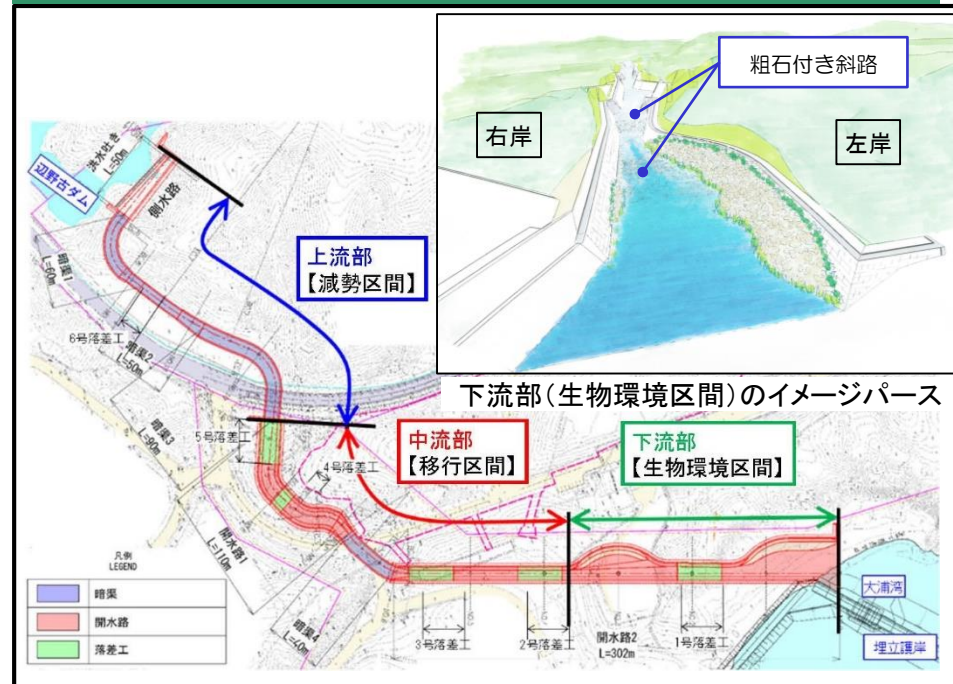 粗石付き斜路
右岸
左岸
下流部(生物環境区間)のイメージパース
洪水吐き
L=50m
辺野古ダム
側水路
上流部
【減勢区間】
暗渠1
L=60m
6号落差工
暗渠2
L=50m
暗渠3
L=90m
5号落差工
4号落差工
中流部
【移行区間】
下流部
【生物環境区間】
開水路1
L=110m
凡例
LEGEND
暗渠
開水路
落差工
暗渠4
L=40m
3号落差工
2号落差工
開水路2
L=302m
1号落差工
大浦湾
埋立護岸